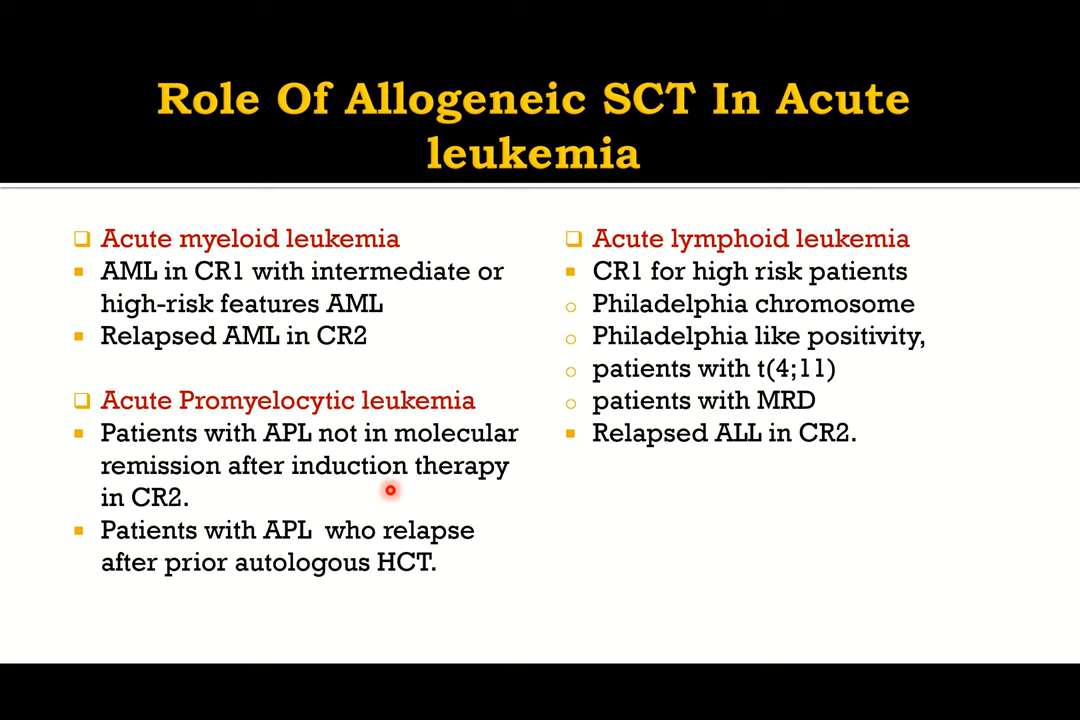 Role Of Allogeneic SCT In Acute
leukemia
Acute myeloid leukemia
AML in CR1 with intermediate or
high-risk features AML
Relapsed AML in CR2
Acute Promyelocytic leukemia
Patients with APL not in molecular
remission after induction therapy
in CR2.
Patients with APL who relapse
after prior autologous HCT.
Acute lymphoid leukemia
CR1 for high risk patients
Philadelphia chromosome
Philadelphia like positivity,
patients with t(4;11)
patients with MRD
Relapsed ALL in CR2.